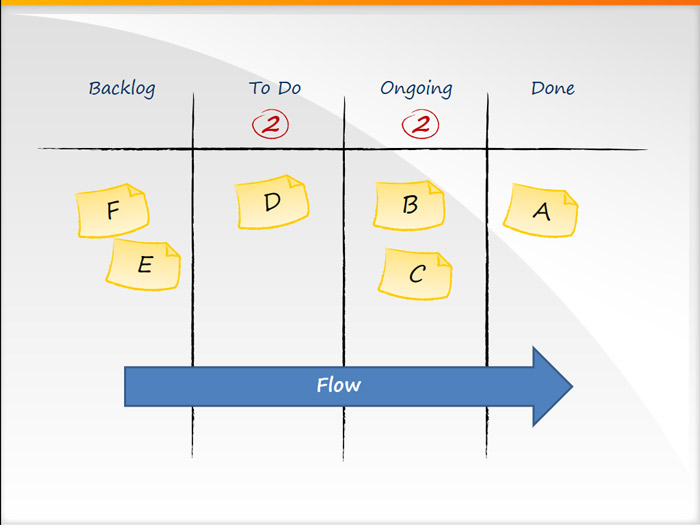 Backlog To Do Ongoing Done
2 2
F D B A
E C
Flow